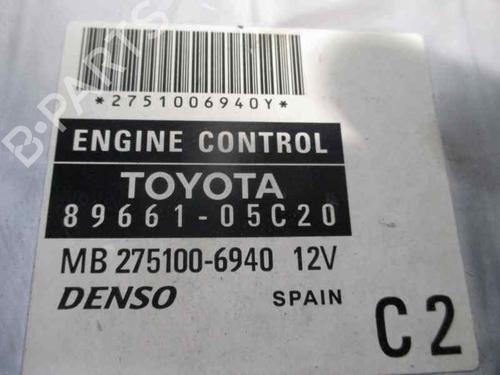 *2751006940Y*
ENGINE CONTROL
TOYOTA
89661-05C20
MB 275100-6940 12V
DENSO SPAIN
C2
B-PARTS